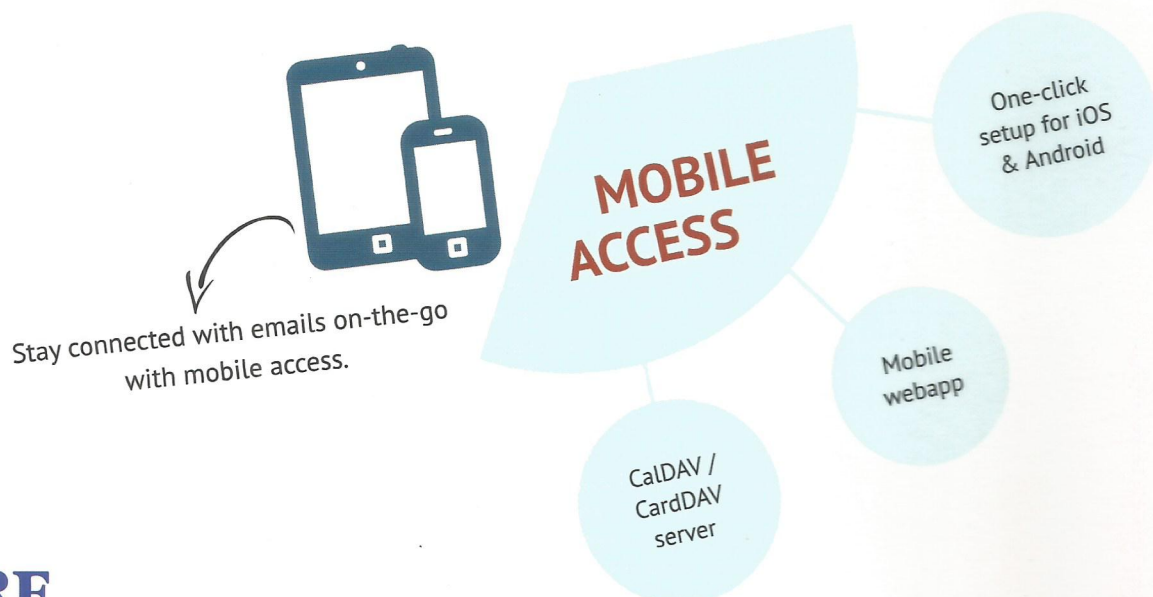 MOBILE
ACCESS
One-click
setup for iOS
& Android
Stay connected with emails on-the-go
with mobile access.
Mobile
webapp
CalDAV /
CardDAV
server